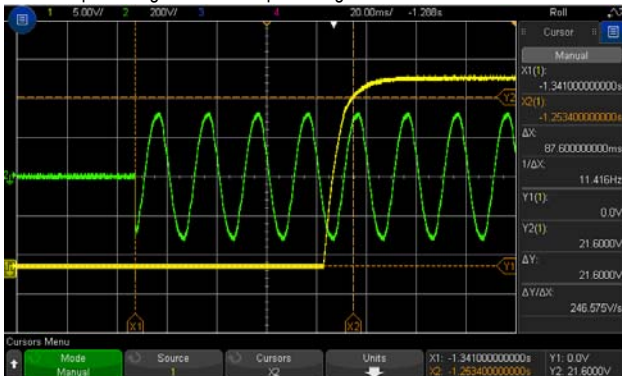 1 5.00V/ 2 200V/ 3 4 20.00ms/ -1.288s Roll
Cursor
Manual
X1(1):
-1.341000000000s
X2(1):
-1.253400000000s
ΔX:
87.600000000ms
1/ΔX:
11.416Hz
Y1(1):
0.0V
Y2(1):
21.6000V
ΔY:
21.6000V
ΔY/ΔX:
246.575V/s
Y2
Y1
X1 X2
Cursors Menu
Mode Source Cursors Units X1: -1.341000000000s Y1: 0.0V
Manual 1 X2 X2: -1.253400000000s Y2: 21.6000V